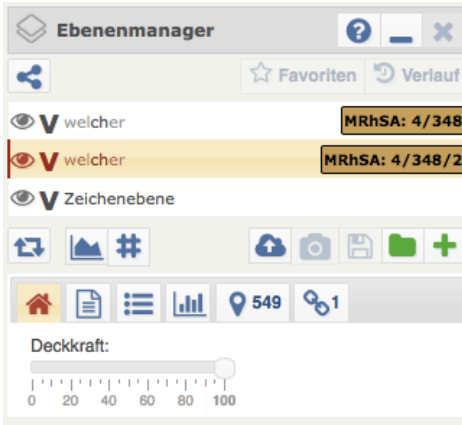 Ebenenmanager ?
Favoriten Verlauf
V welcher MRhSA: 4/348
V welcher MRhSA: 4/348/2
V Zeichenebene
549 1
Deckkraft:
0 20 40 60 80 100